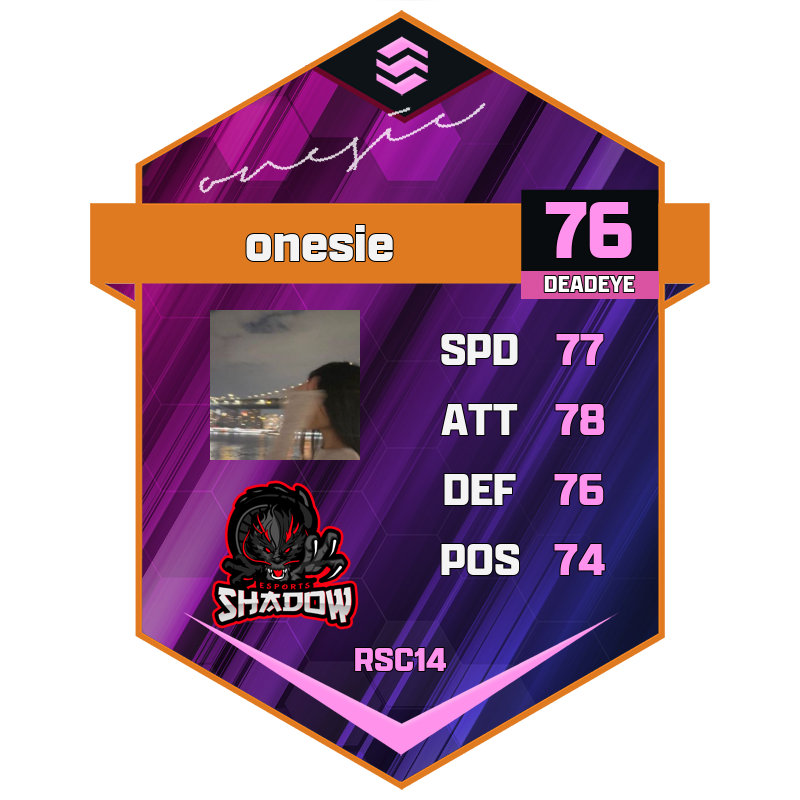 onesie
onesie
76
DEADEYE
SPD 77
ATT 78
DEF 76
POS 74
ESPORTS
SHADOW
RSC14